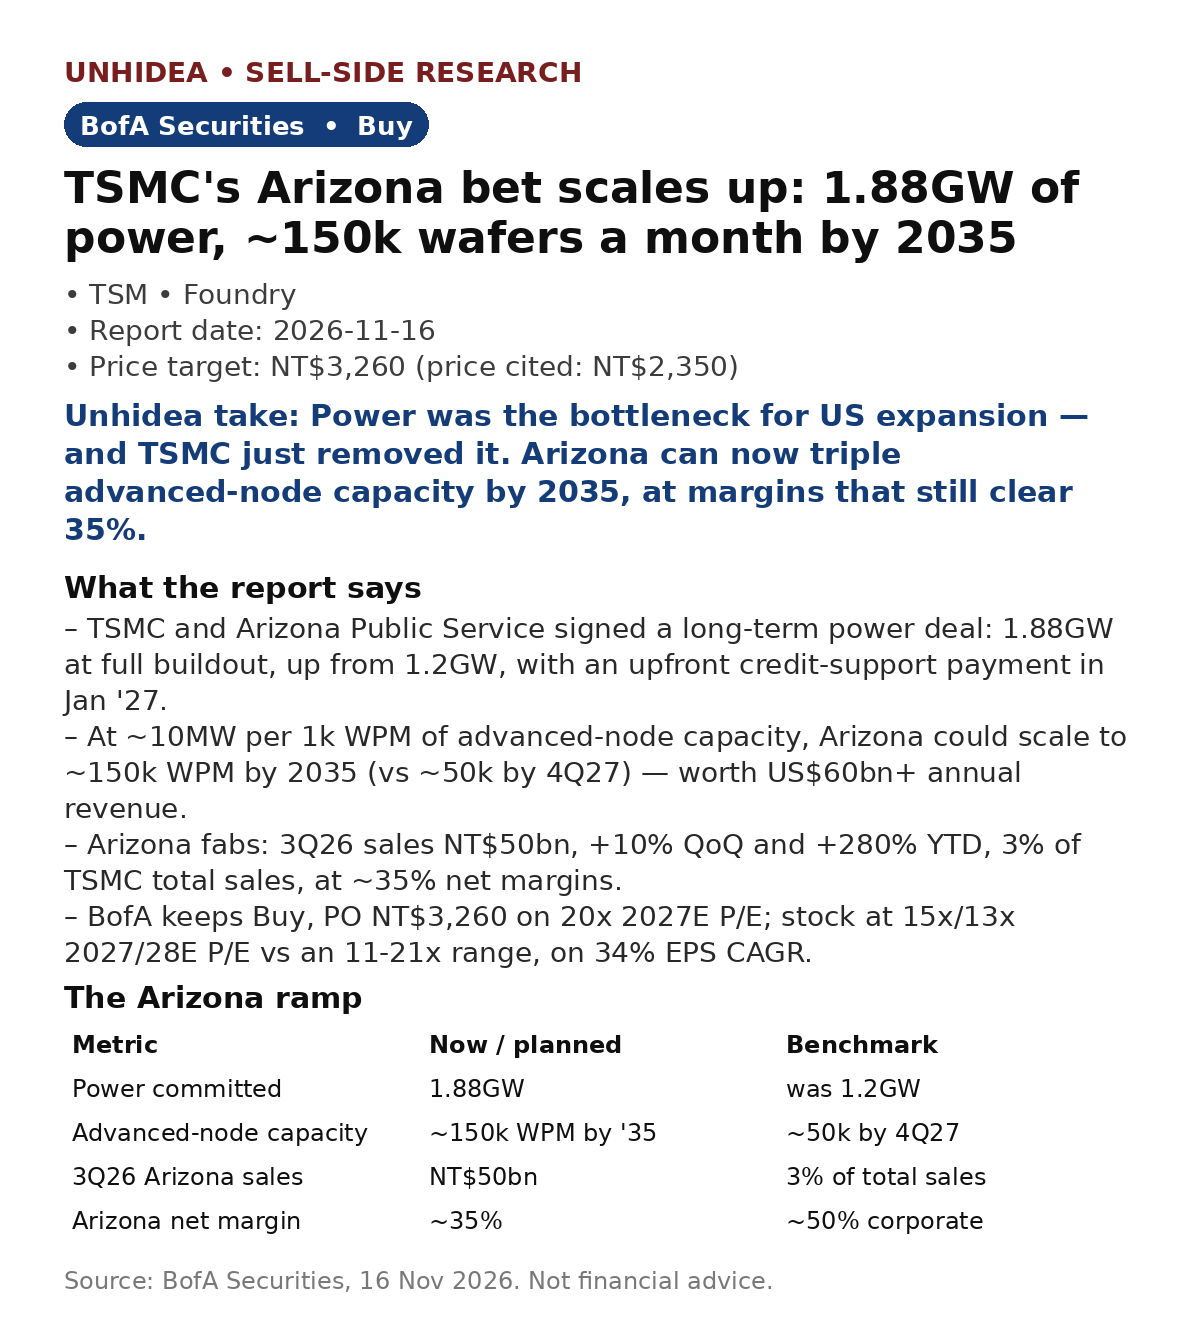 UNHIDEA • SELL-SIDE RESEARCH
BofA Securities • Buy
TSMC's Arizona bet scales up: 1.88GW of
power, ~150k wafers a month by 2035
• TSM • Foundry
• Report date: 2026-11-16
• Price target: NT$3,260 (price cited: NT$2,350)
Unhidea take: Power was the bottleneck for US expansion —
and TSMC just removed it. Arizona can now triple
advanced-node capacity by 2035, at margins that still clear
35%.
What the report says
– TSMC and Arizona Public Service signed a long-term power deal: 1.88GW
at full buildout, up from 1.2GW, with an upfront credit-support payment in
Jan '27.
– At ~10MW per 1k WPM of advanced-node capacity, Arizona could scale to
~150k WPM by 2035 (vs ~50k by 4Q27) — worth US$60bn+ annual
revenue.
– Arizona fabs: 3Q26 sales NT$50bn, +10% QoQ and +280% YTD, 3% of
TSMC total sales, at ~35% net margins.
– BofA keeps Buy, PO NT$3,260 on 20x 2027E P/E; stock at 15x/13x
2027/28E P/E vs an 11-21x range, on 34% EPS CAGR.
The Arizona ramp
Metric Now / planned Benchmark
Power committed 1.88GW was 1.2GW
Advanced-node capacity ~150k WPM by '35 ~50k by 4Q27
3Q26 Arizona sales NT$50bn 3% of total sales
Arizona net margin ~35% ~50% corporate
Source: BofA Securities, 16 Nov 2026. Not financial advice.